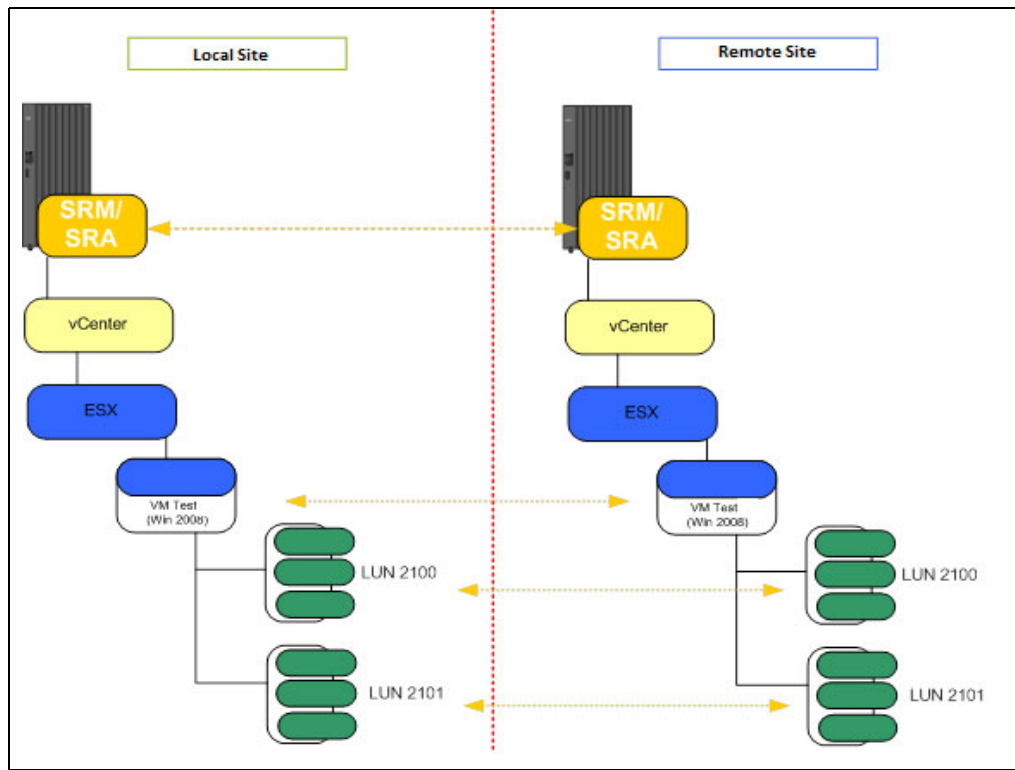 Local Site
Remote Site
SRM/
SRA
SRM/
SRA
vCenter
vCenter
ESX
ESX
VM Test
(Win 2008)
VM Test
(Win 2008)
LUN 2100
LUN 2100
LUN 2101
LUN 2101